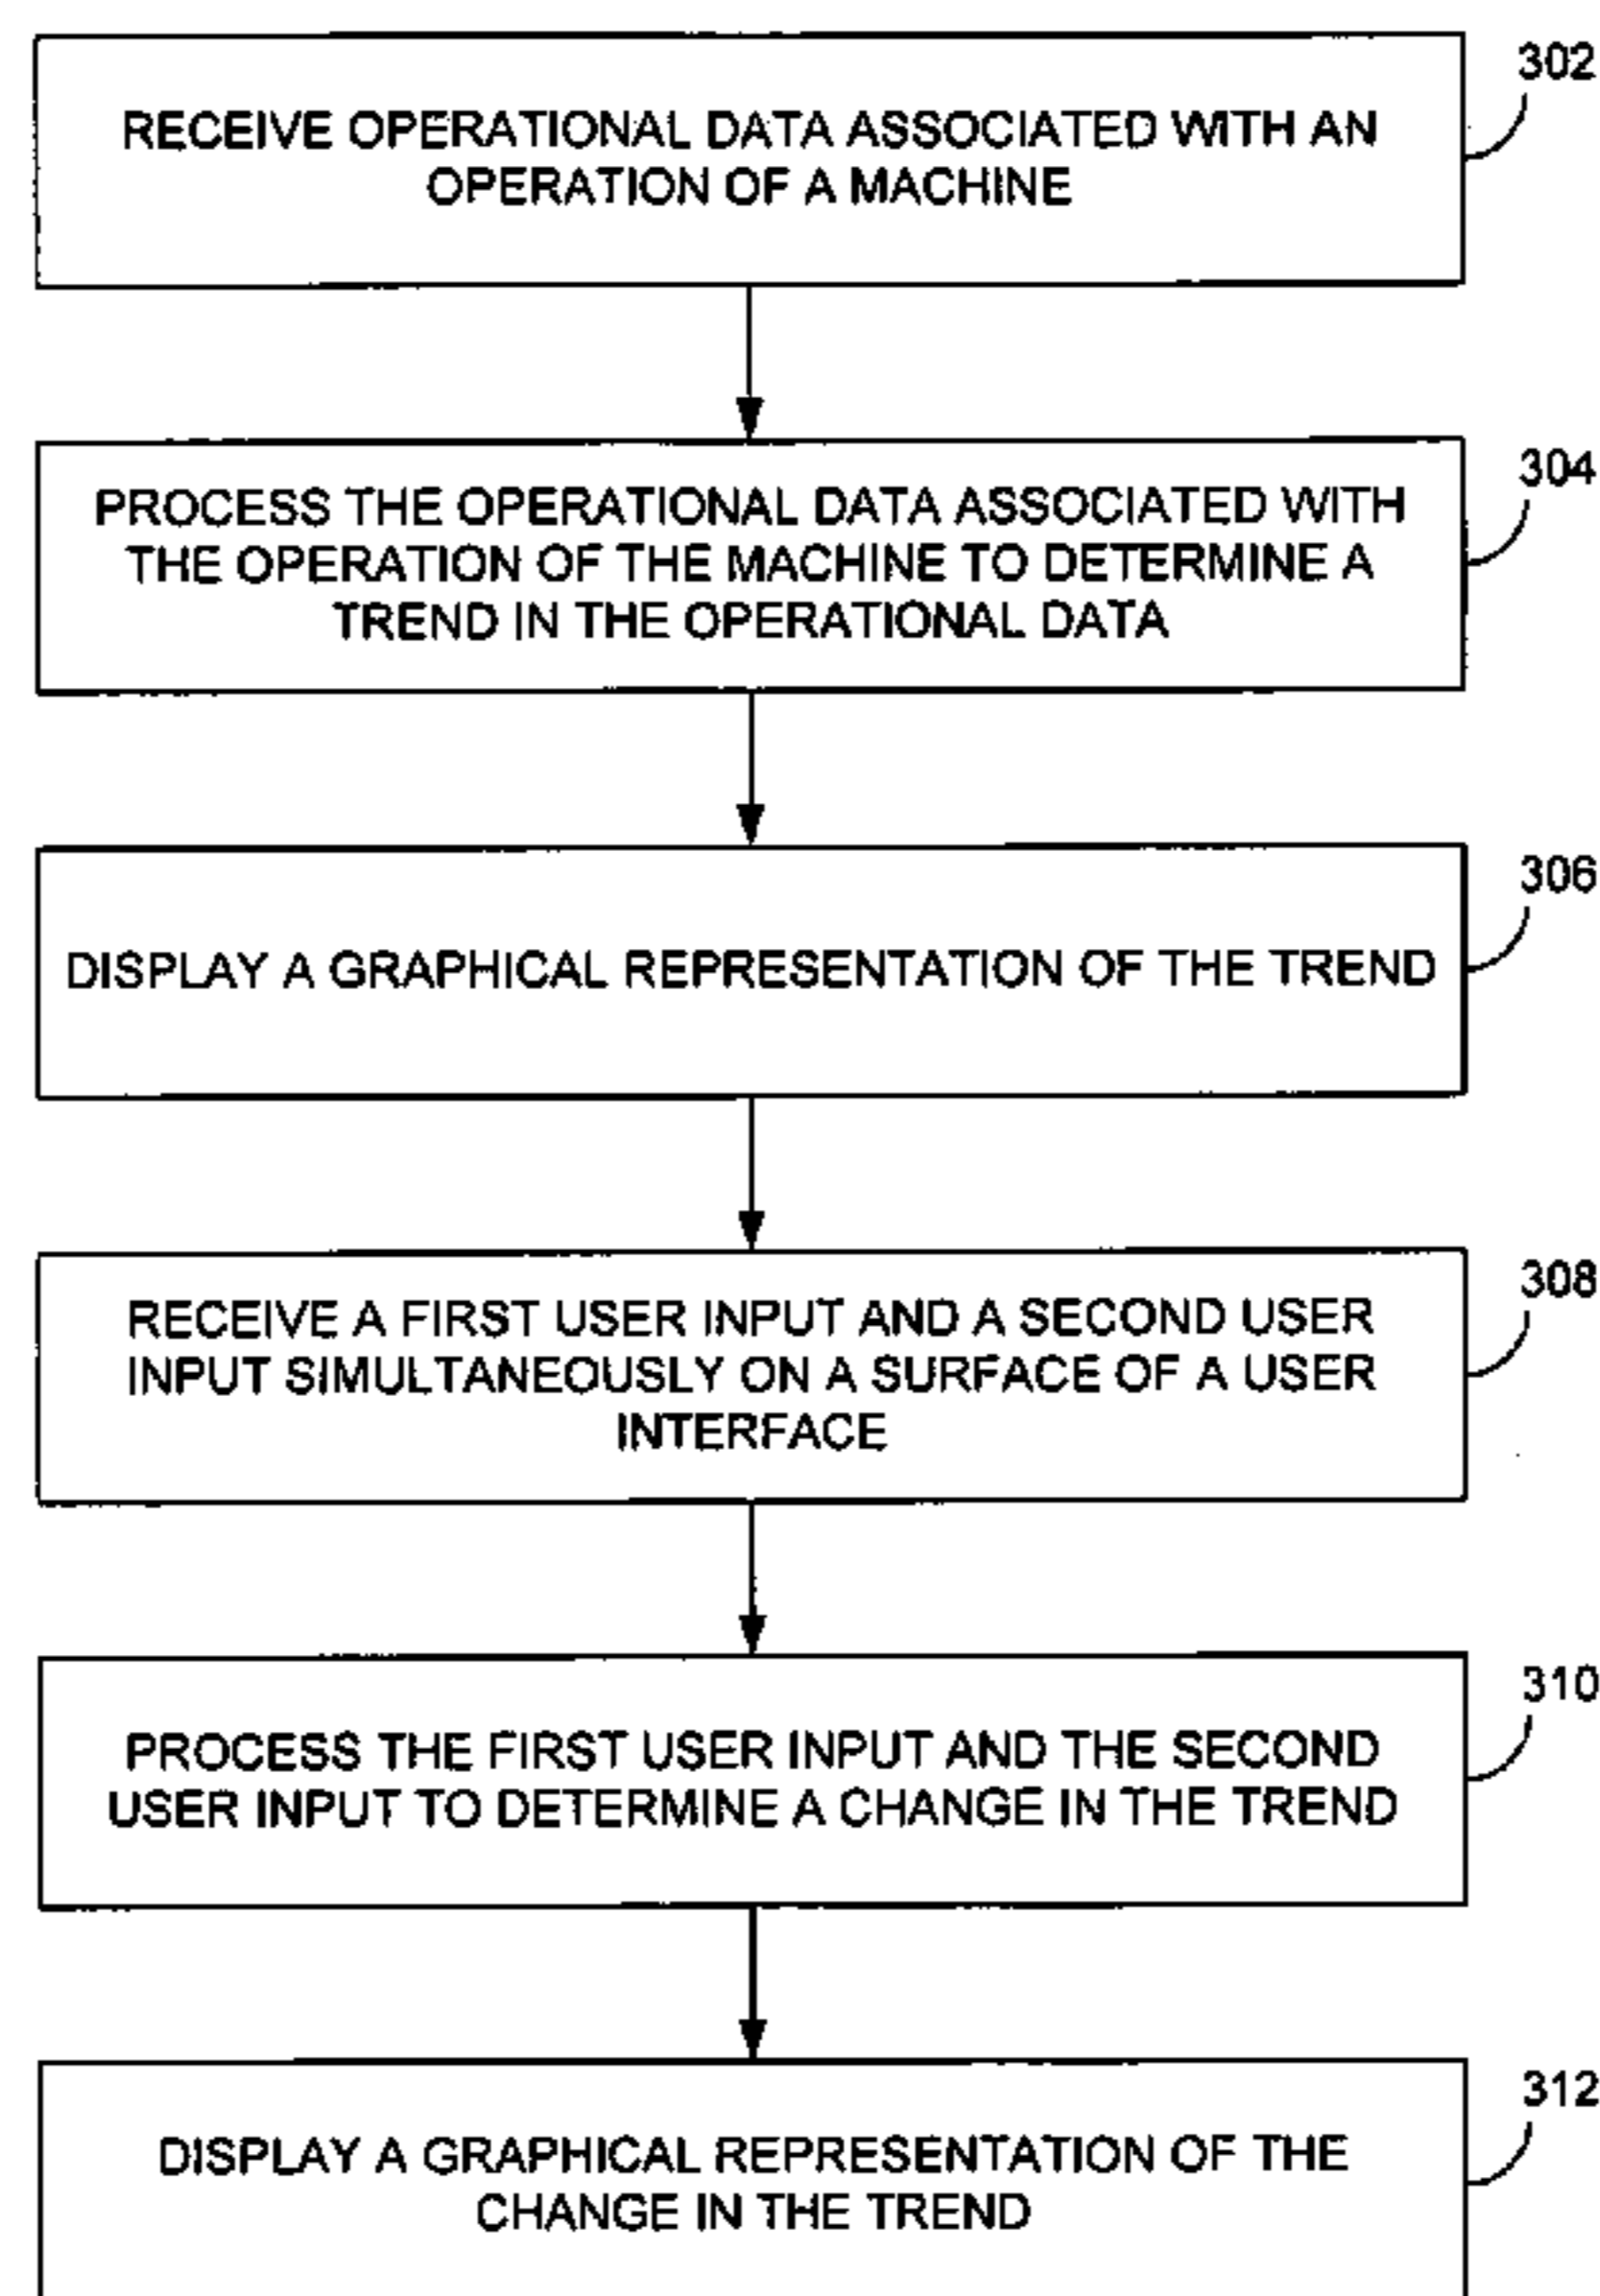 302
RECEIVE OPERATIONAL DATA ASSOCIATED WITH AN
OPERATION OF A MACHINE
304
PROCESS THE OPERATIONAL DATA ASSOCIATED WITH
THE OPERATION OF THE MACHINE TO DETERMINE A
TREND IN THE OPERATIONAL DATA
306
DISPLAY A GRAPHICAL REPRESENTATION OF THE TREND
308
RECEIVE A FIRST USER INPUT AND A SECOND USER
INPUT SIMULTANEOUSLY ON A SURFACE OF A USER
INTERFACE
310
PROCESS THE FIRST USER INPUT AND THE SECOND
USER INPUT TO DETERMINE A CHANGE IN THE TREND
312
DISPLAY A GRAPHICAL REPRESENTATION OF THE
CHANGE IN THE TREND